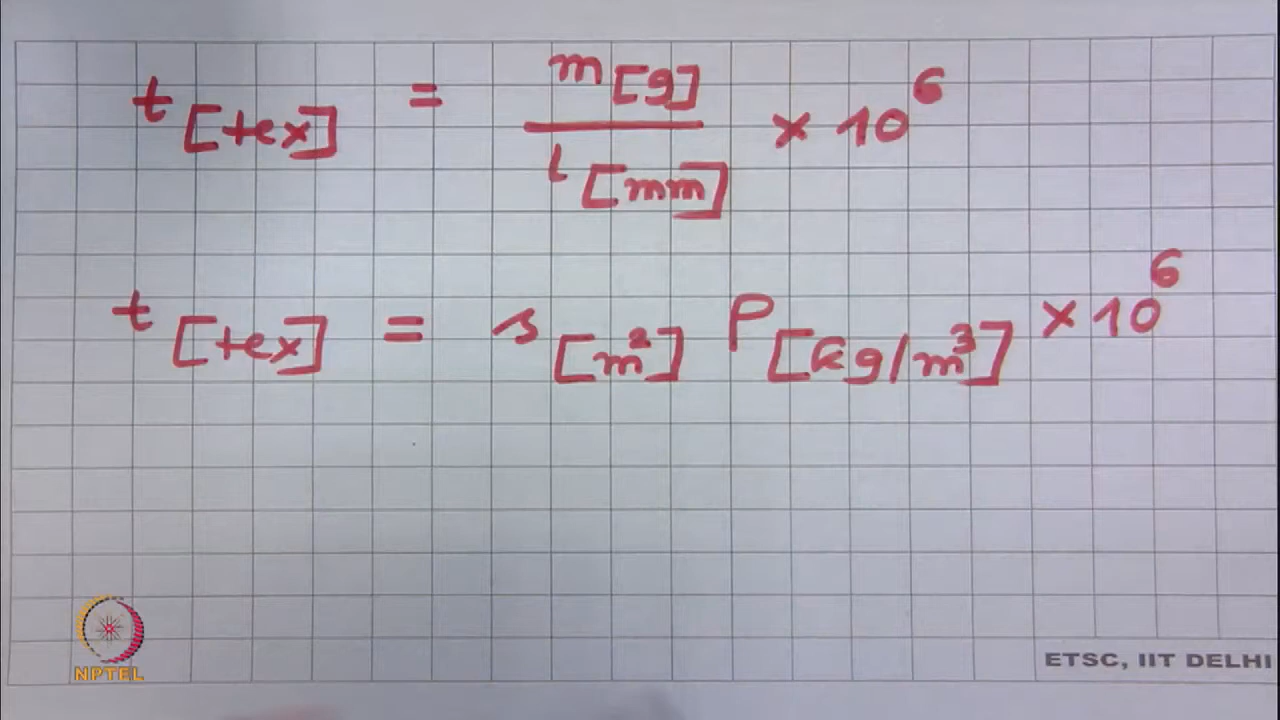 t [tex] = m [g] / l [mm] × 10^6
t [tex] = s [m²] ρ [kg/m³] × 10^6
NPTEL
ETSC, IIT DELHI